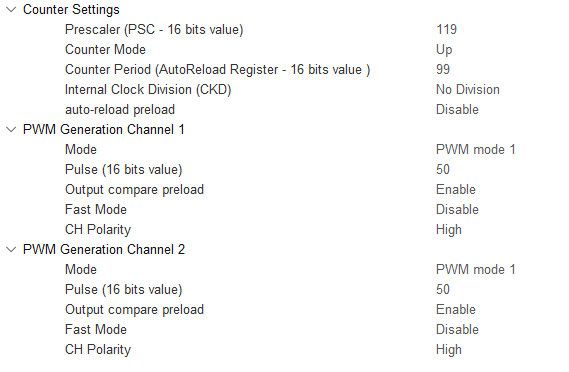 Counter Settings
Prescaler (PSC - 16 bits value) 119
Counter Mode Up
Counter Period (AutoReload Register - 16 bits value ) 99
Internal Clock Division (CKD) No Division
auto-reload preload Disable
PWM Generation Channel 1
Mode PWM mode 1
Pulse (16 bits value) 50
Output compare preload Enable
Fast Mode Disable
CH Polarity High
PWM Generation Channel 2
Mode PWM mode 1
Pulse (16 bits value) 50
Output compare preload Enable
Fast Mode Disable
CH Polarity High